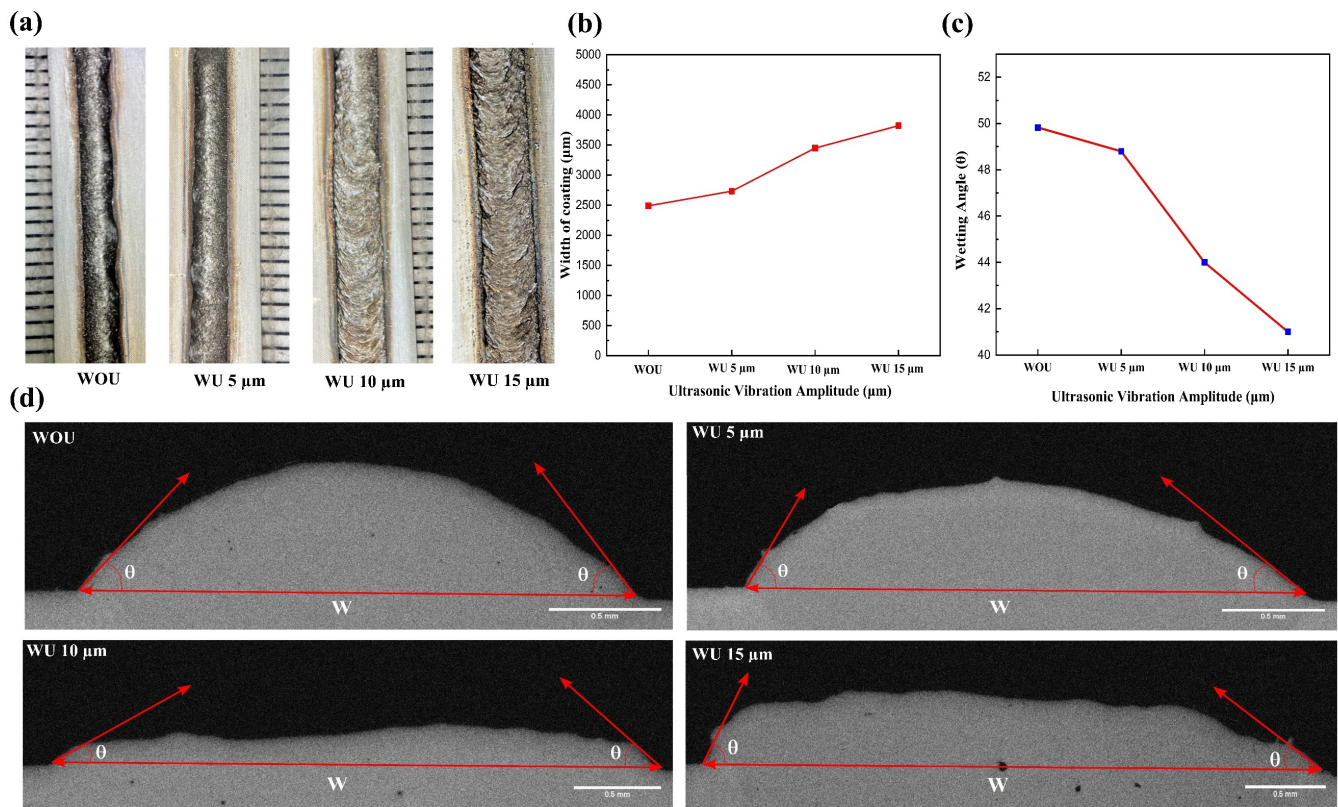 (a)
WOU
WU 5 µm
WU 10 µm
WU 15 µm
(b)
5000
4500
4000
3500
3000
2500
2000
1500
1000
500
0
Width of coating (µm)
WOU
WU 5 µm
WU 10 µm
WU 15 µm
Ultrasonic Vibration Amplitude (µm)
(c)
52
50
48
46
44
42
40
Wetting Angle (θ)
WOU
WU 5 µm
WU 10 µm
WU 15 µm
Ultrasonic Vibration Amplitude (µm)
(d)
WOU
θ
θ
W
0.5 mm
WU 5 µm
θ
θ
W
0.5 mm
WU 10 µm
θ
θ
W
0.5 mm
WU 15 µm
θ
θ
W
0.5 mm